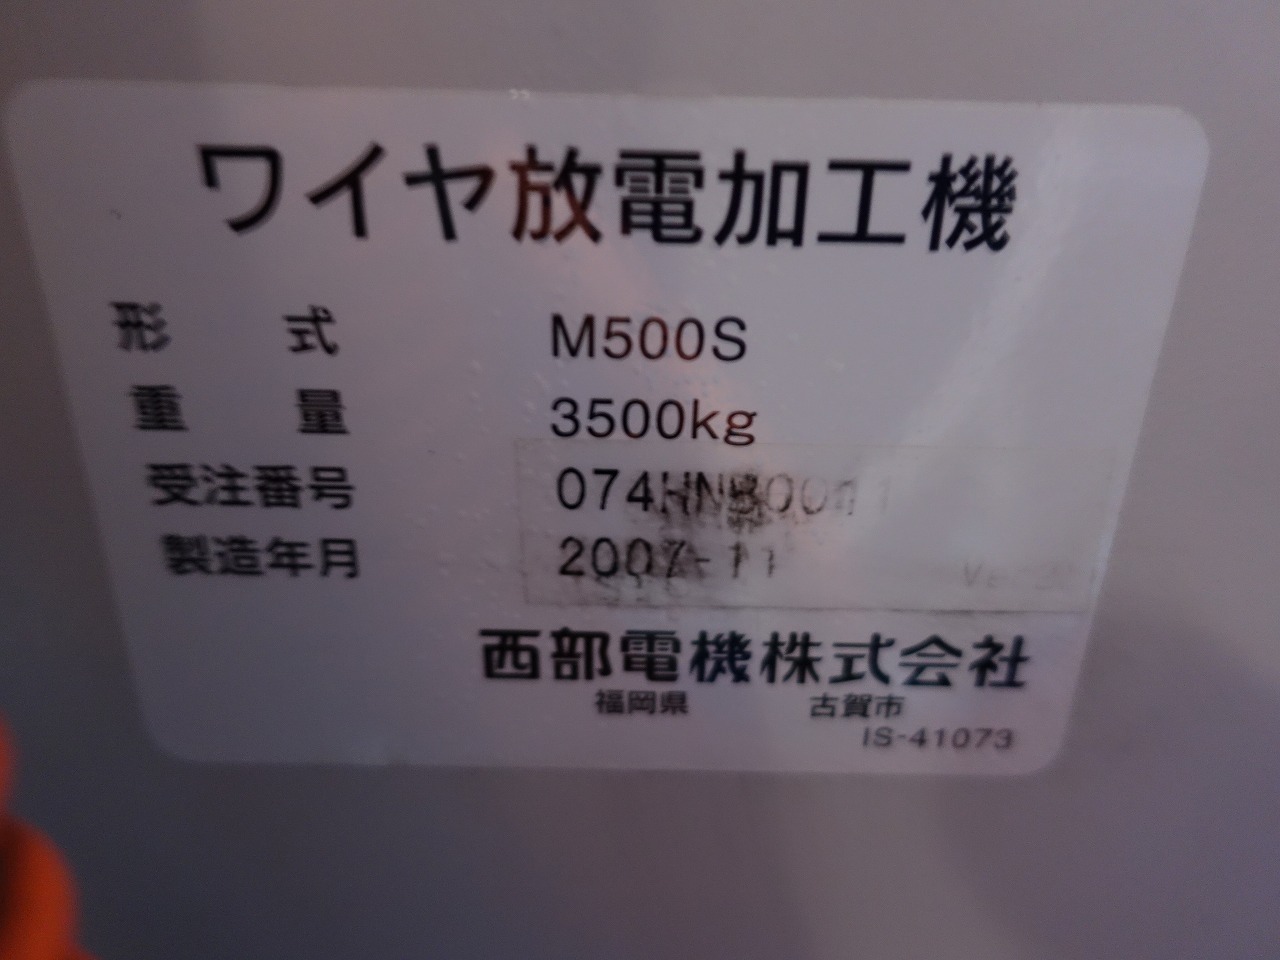 ワイヤ放電加工機
形 式 M500S
重 量 3500kg
受注番号
製造年月 2007-11
西部電機株式会社
福岡県 古賀市
IS-41073